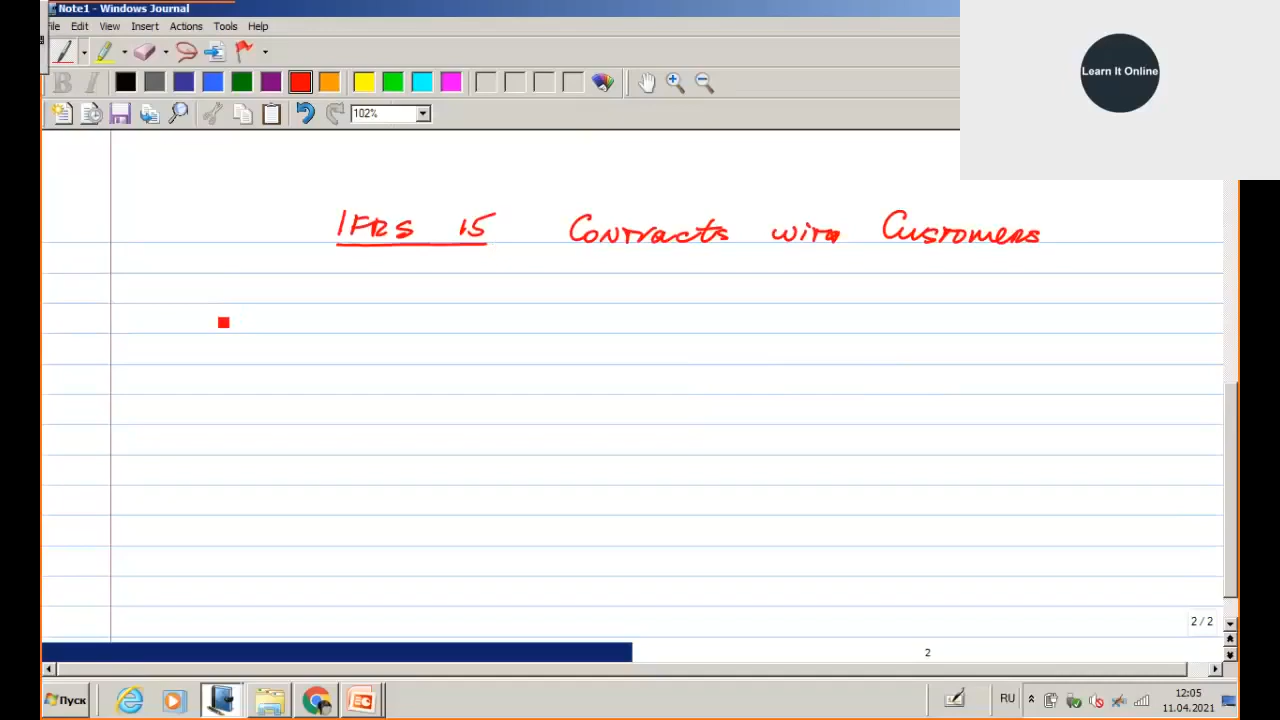 Note1 - Windows Journal
File Edit View Insert Actions Tools Help
Learn It Online
B I
102%
IFRS 15 Contracts with Customers
2 / 2
2
Пуск
RU
12:05
11.04.2021